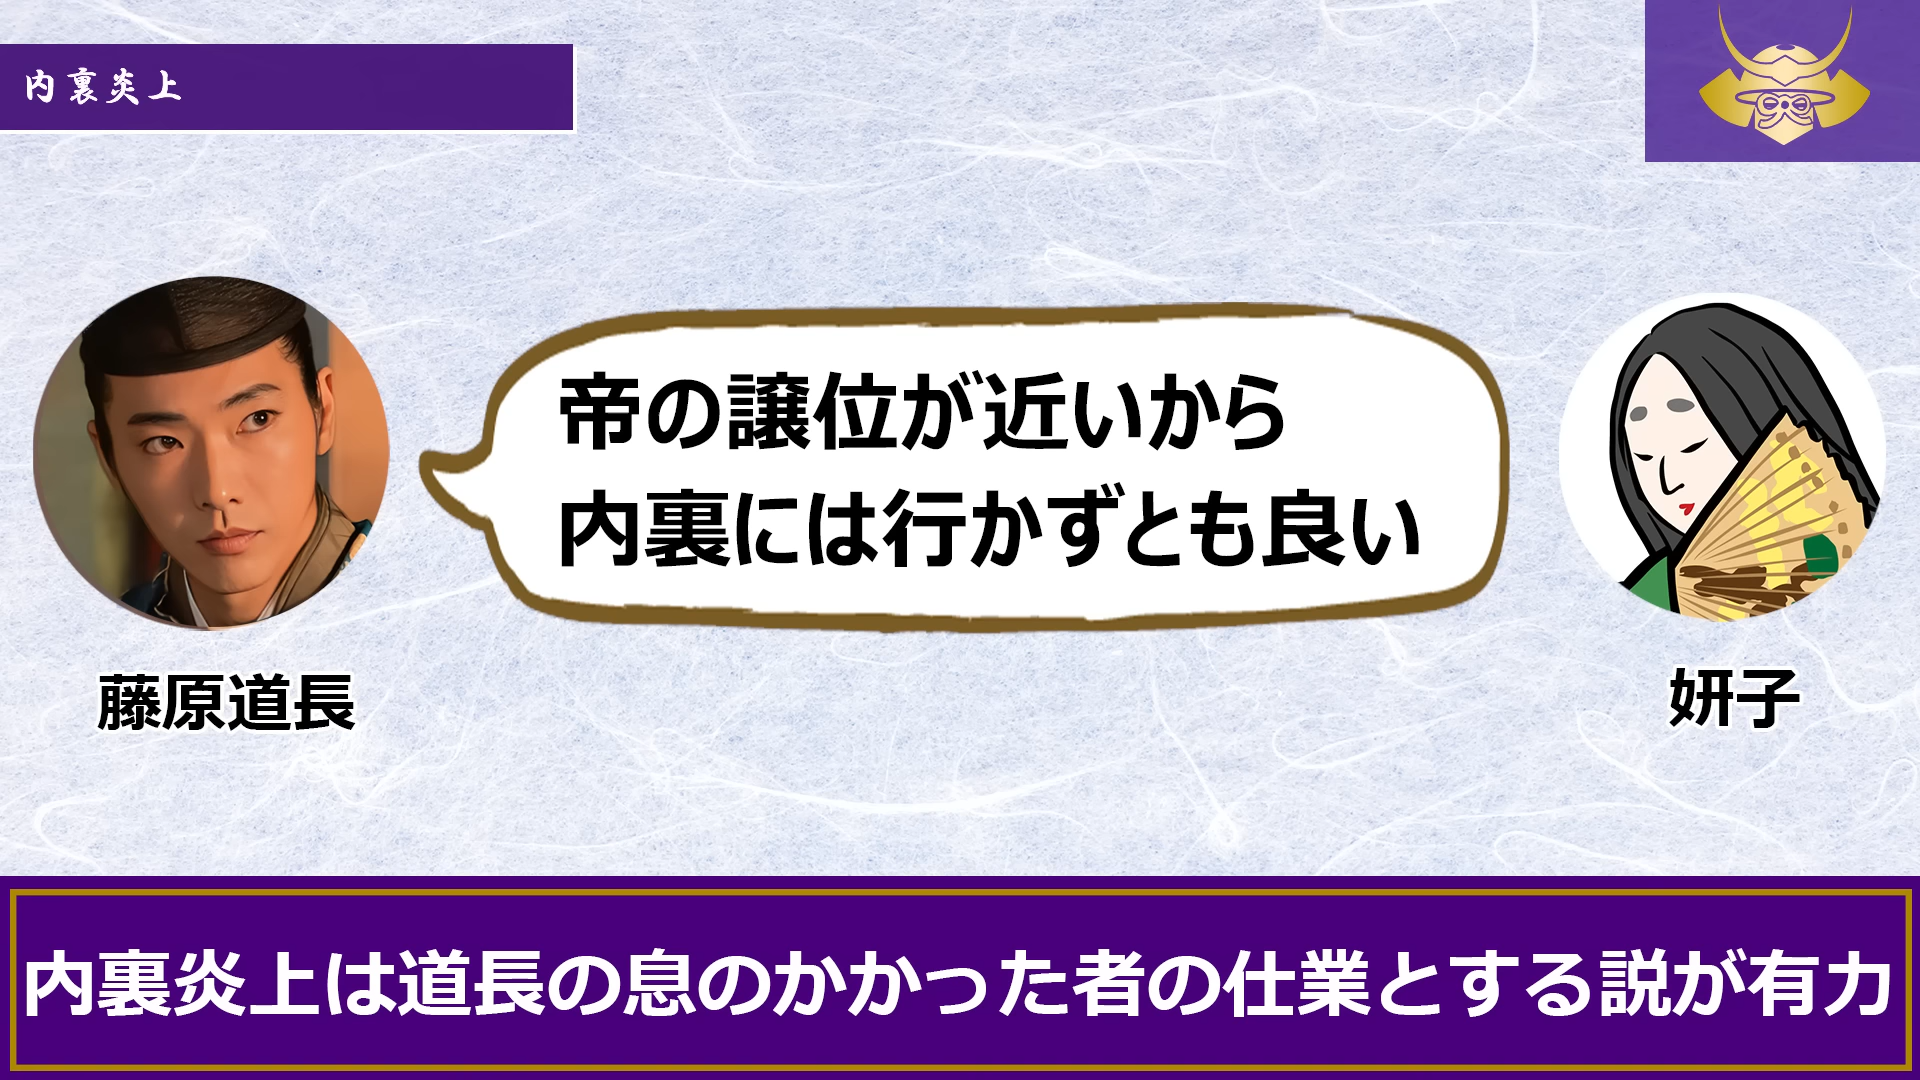 内裏炎上
帝の譲位が近いから
内裏には行かずとも良い
藤原道長
妍子
内裏炎上は道長の息のかかった者の仕業とする説が有力